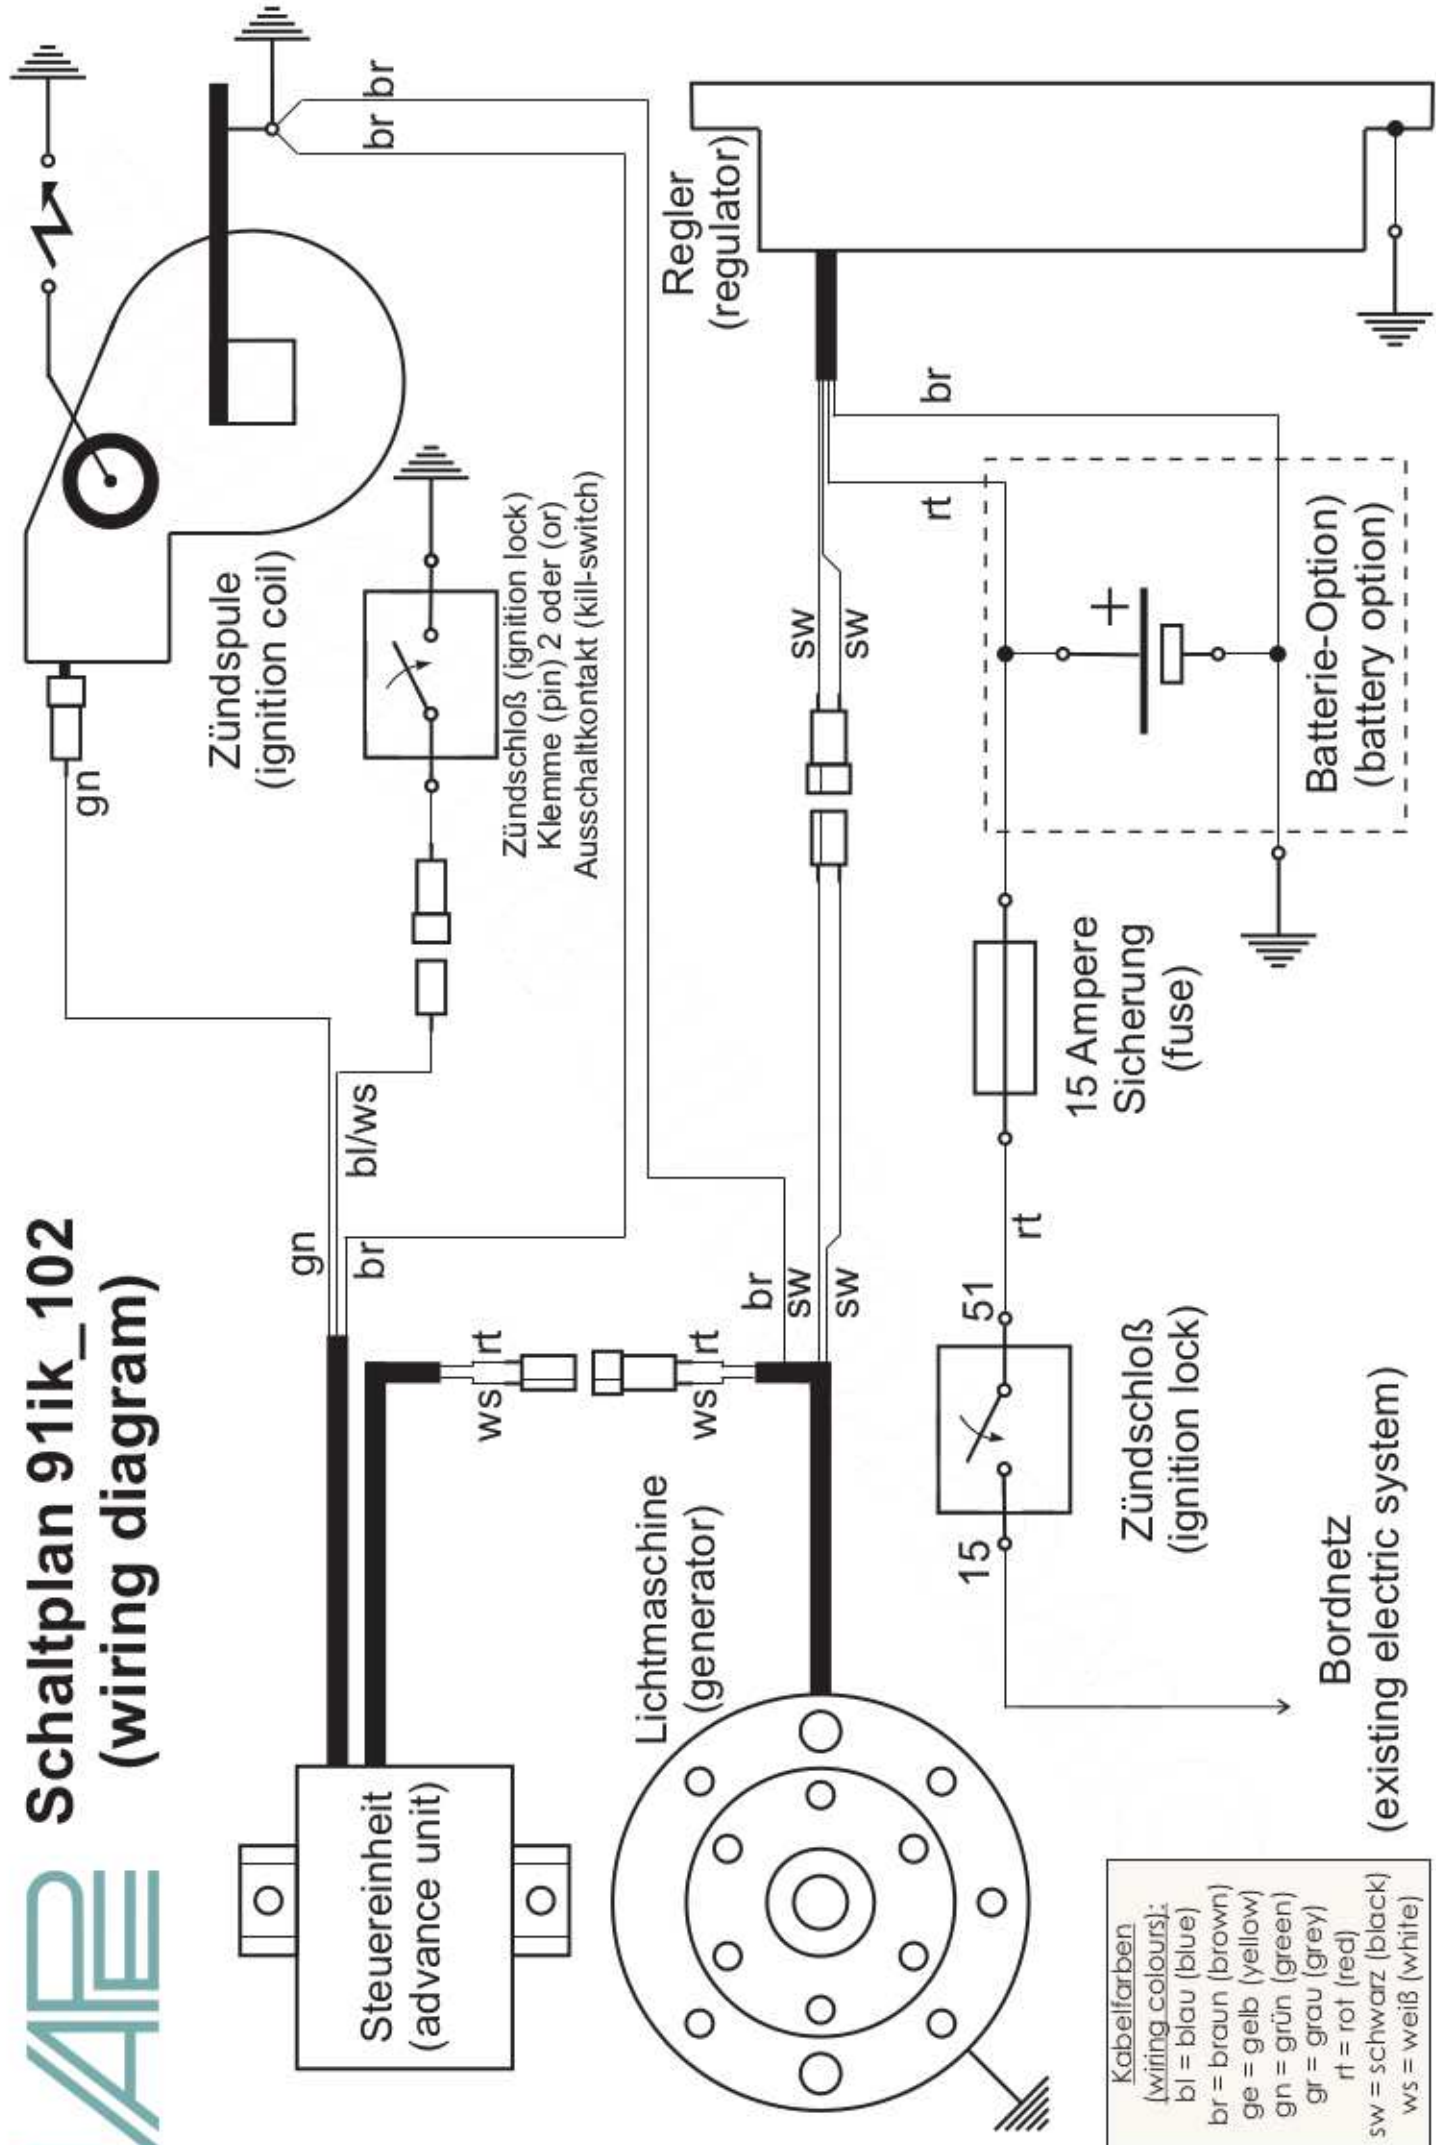 APE
Schaltplan 91ik_102
(wiring diagram)
gn
Zündspule
(ignition coil)
br
br
Zündschloß (ignition lock)
Klemme (pin) 2 oder (or)
Ausschaltkontakt (kill-switch)
gn
bl/ws
br
Steuereinheit
(advance unit)
ws
rt
ws
rt
br
sw
sw
sw
sw
Regler
(regulator)
Lichtmaschine
(generator)
rt
br
15
51
rt
Zündschloß
(ignition lock)
15 Ampere
Sicherung
(fuse)
+
Batterie-Option)
(battery option)
Bordnetz
(existing electric system)
Kabelfarben
(wiring colours):
bl = blau (blue)
br = braun (brown)
ge = gelb (yellow)
gn = grün (green)
gr = grau (grey)
rt = rot (red)
sw = schwarz (black)
ws = weiß (white)